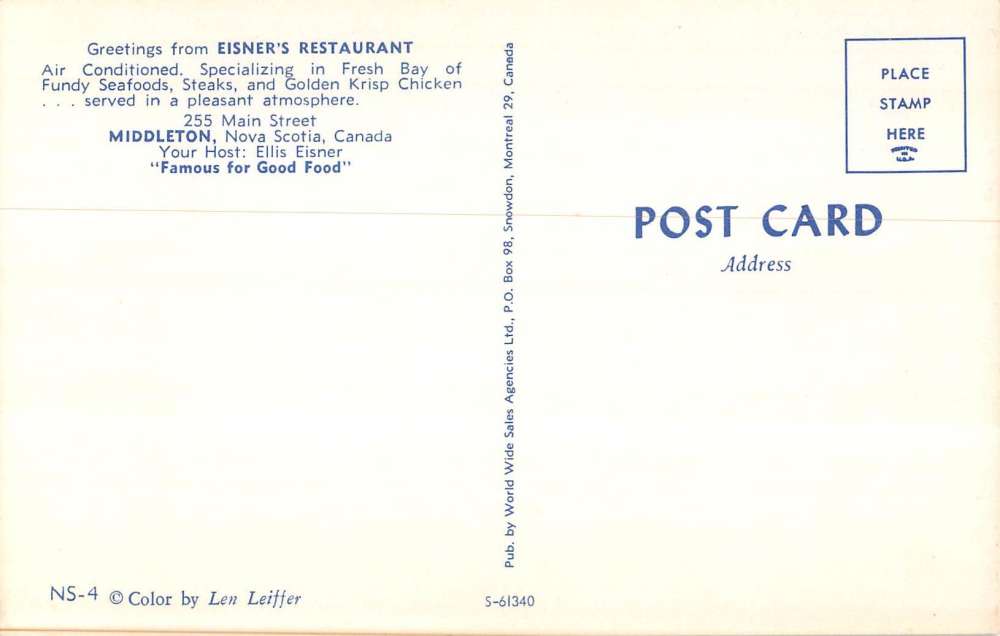 Greetings from EISNER'S RESTAURANT
Air Conditioned. Specializing in Fresh Bay of
Fundy Seafoods, Steaks, and Golden Krisp Chicken
. . . served in a pleasant atmosphere.
255 Main Street
MIDDLETON, Nova Scotia, Canada
Your Host: Ellis Eisner
"Famous for Good Food"
NS-4 © Color by Len Leiffer
Pub. by World Wide Sales Agencies Ltd., P.O. Box 98, Snowdon, Montreal 29, Canada
S-61340
PLACE
STAMP
HERE
PRINTED
IN
U.S.A.
POST CARD
Address